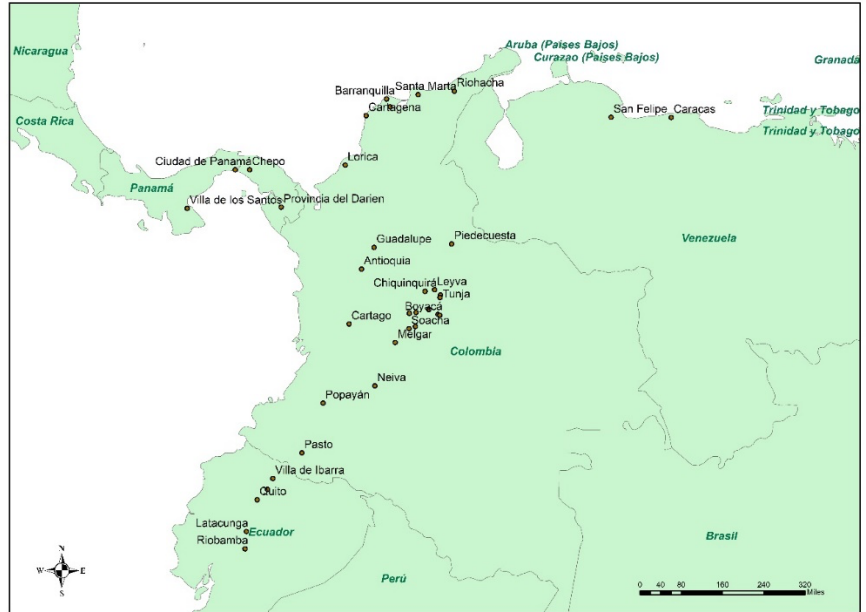 Nicaragua
Aruba (Paises Bajos)
Curazao (Paises Bajos)
Granadá
Costa Rica
Barranquilla
Santa Marta
Riohacha
Cartagena
San Felipe
Caracas
Trinidad y Tobago
Trinidad y Tobago
Ciudad de Panamá
Chepo
Lorica
Panamá
Villa de los Santos
Provincia del Darien
Guadalupe
Piedecuesta
Venezuela
Antioquia
Chiquinquirá
Leyva
Tunja
Boyacá
Cartago
Soacha
Melgar
Colombia
Neiva
Popayán
Pasto
Villa de Ibarra
Quito
Latacunga
Ecuador
Riobamba
Brasil
Perú
N
W
E
S
0 40 80 160 240 320
Miles